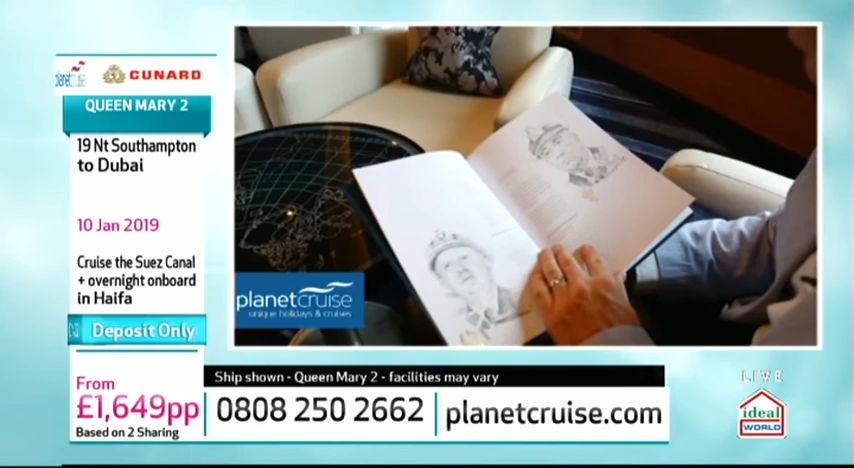 planetcruise
CUNARD
QUEEN MARY 2
19 Nt Southampton
to Dubai
10 Jan 2019
Cruise the Suez Canal
+ overnight onboard
in Haifa
Deposit Only
From
£1,649pp
Based on 2 Sharing
planetcruise
unique holidays & cruises
Ship shown - Queen Mary 2 - facilities may vary
0808 250 2662
planetcruise.com
LIVE
ideal
WORLD